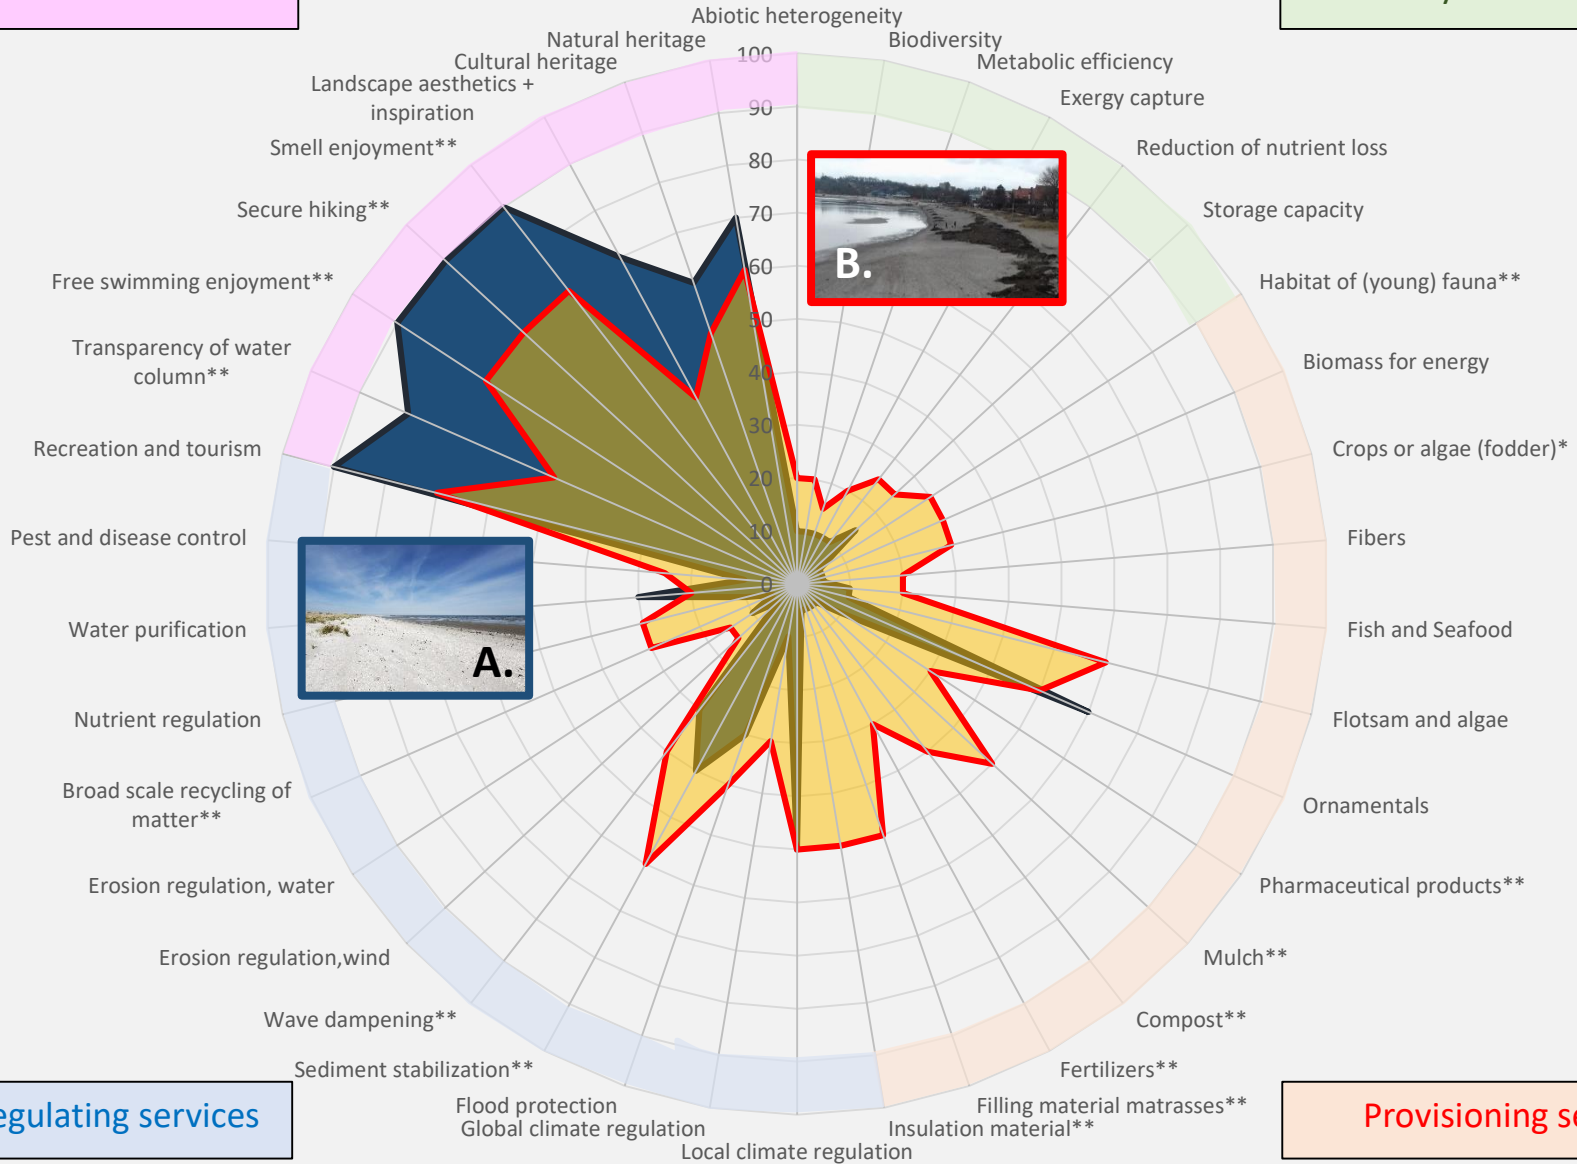 Abiotic heterogeneity
Biodiversity
Metabolic efficiency
Exergy capture
Reduction of nutrient loss
Storage capacity
Habitat of (young) fauna**
Biomass for energy
Crops or algae (fodder)*
Fibers
Fish and Seafood
Flotsam and algae
Ornamentals
Pharmaceutical products**
Mulch**
Compost**
Fertilizers**
Filling material matrasses**
Insulation material**
Local climate regulation
Global climate regulation
Flood protection
Sediment stabilization**
Wave dampening**
Erosion regulation,wind
Erosion regulation, water
Broad scale recycling of
matter**
Nutrient regulation
Water purification
Pest and disease control
Recreation and tourism
Transparency of water
column**
Free swimming enjoyment**
Secure hiking**
Smell enjoyment**
Landscape aesthetics +
inspiration
Cultural heritage
Natural heritage
100
90
80
70
60
50
40
30
20
10
0
A.
B.
egulating services
Provisioning se